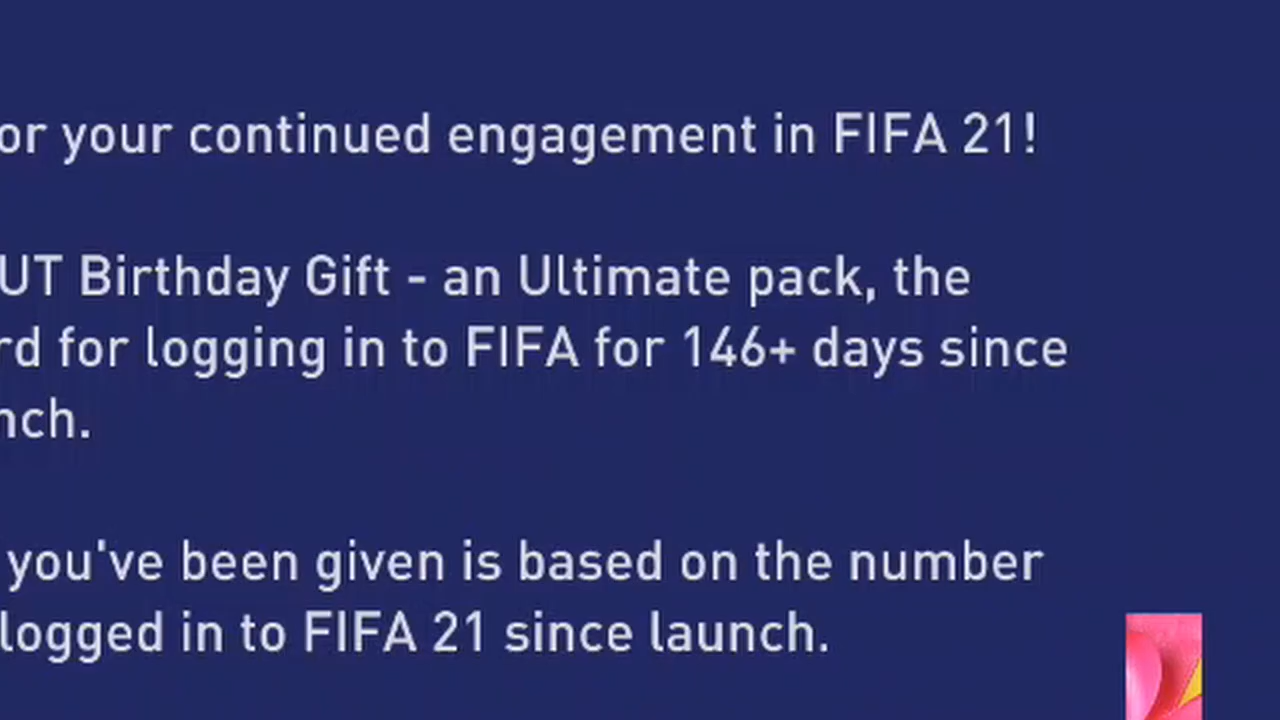 or your continued engagement in FIFA 21!
UT Birthday Gift - an Ultimate pack, the
rd for logging in to FIFA for 146+ days since
nch.
you've been given is based on the number
logged in to FIFA 21 since launch.